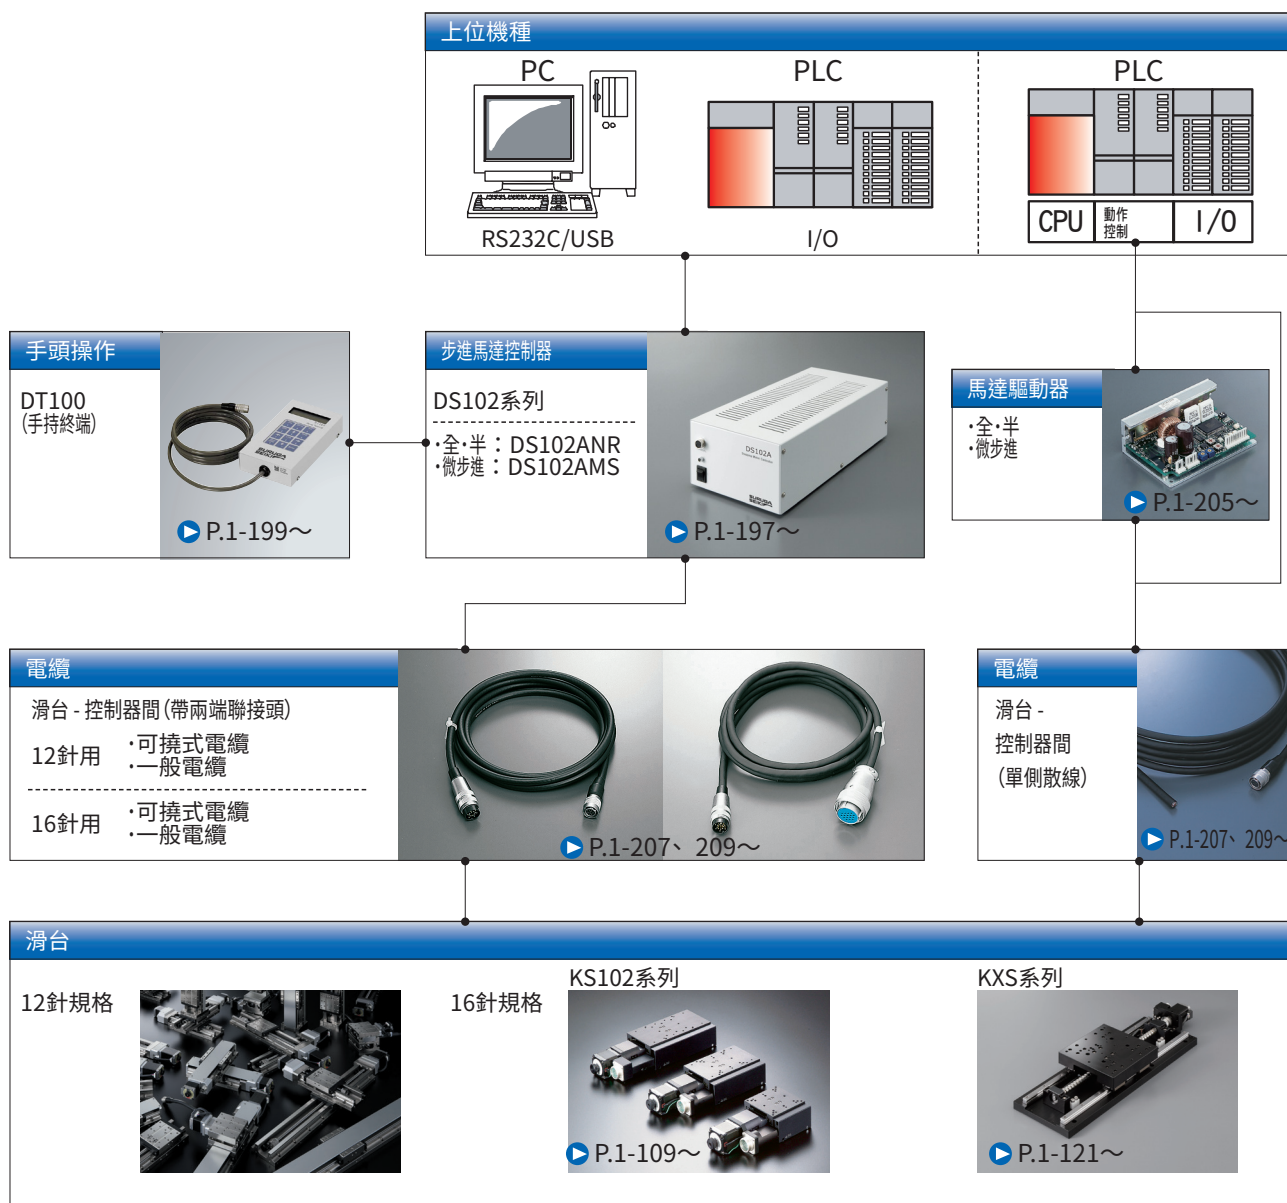 上位機種
PC
PLC
PLC
CPU
動作
控制
I/O
RS232C/USB
I/O
手頭操作
DT100
(手持終端)
SURUGA
SEIKI
P.1-199～
步進馬達控制器
DS102系列
·全·半：DS102ANR
·微步進：DS102AMS
DS102A
SURUGA
SEIKI
P.1-197～
馬達驅動器
·全·半
·微步進
P.1-205～
電纜
滑台 - 控制器間（帶兩端聯接頭）
12針用
·可撓式電纜
·一般電纜
16針用
·可撓式電纜
·一般電纜
P.1-207、209～
電纜
滑台 -
控制器間
（單側散線）
P.1-207、209～
滑台
12針規格
16針規格
KS102系列
P.1-109～
KXS系列
P.1-121～